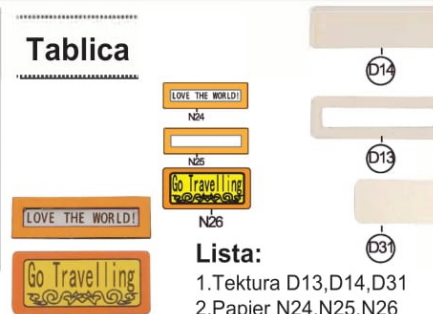 Tablica
LOVE THE WORLD!
N24
N25
Go Travelling
N26
D14
D13
D31
LOVE THE WORLD!
Go Travelling
Lista:
1.Tektura D13,D14,D31
2.Papier N24,N25,N26